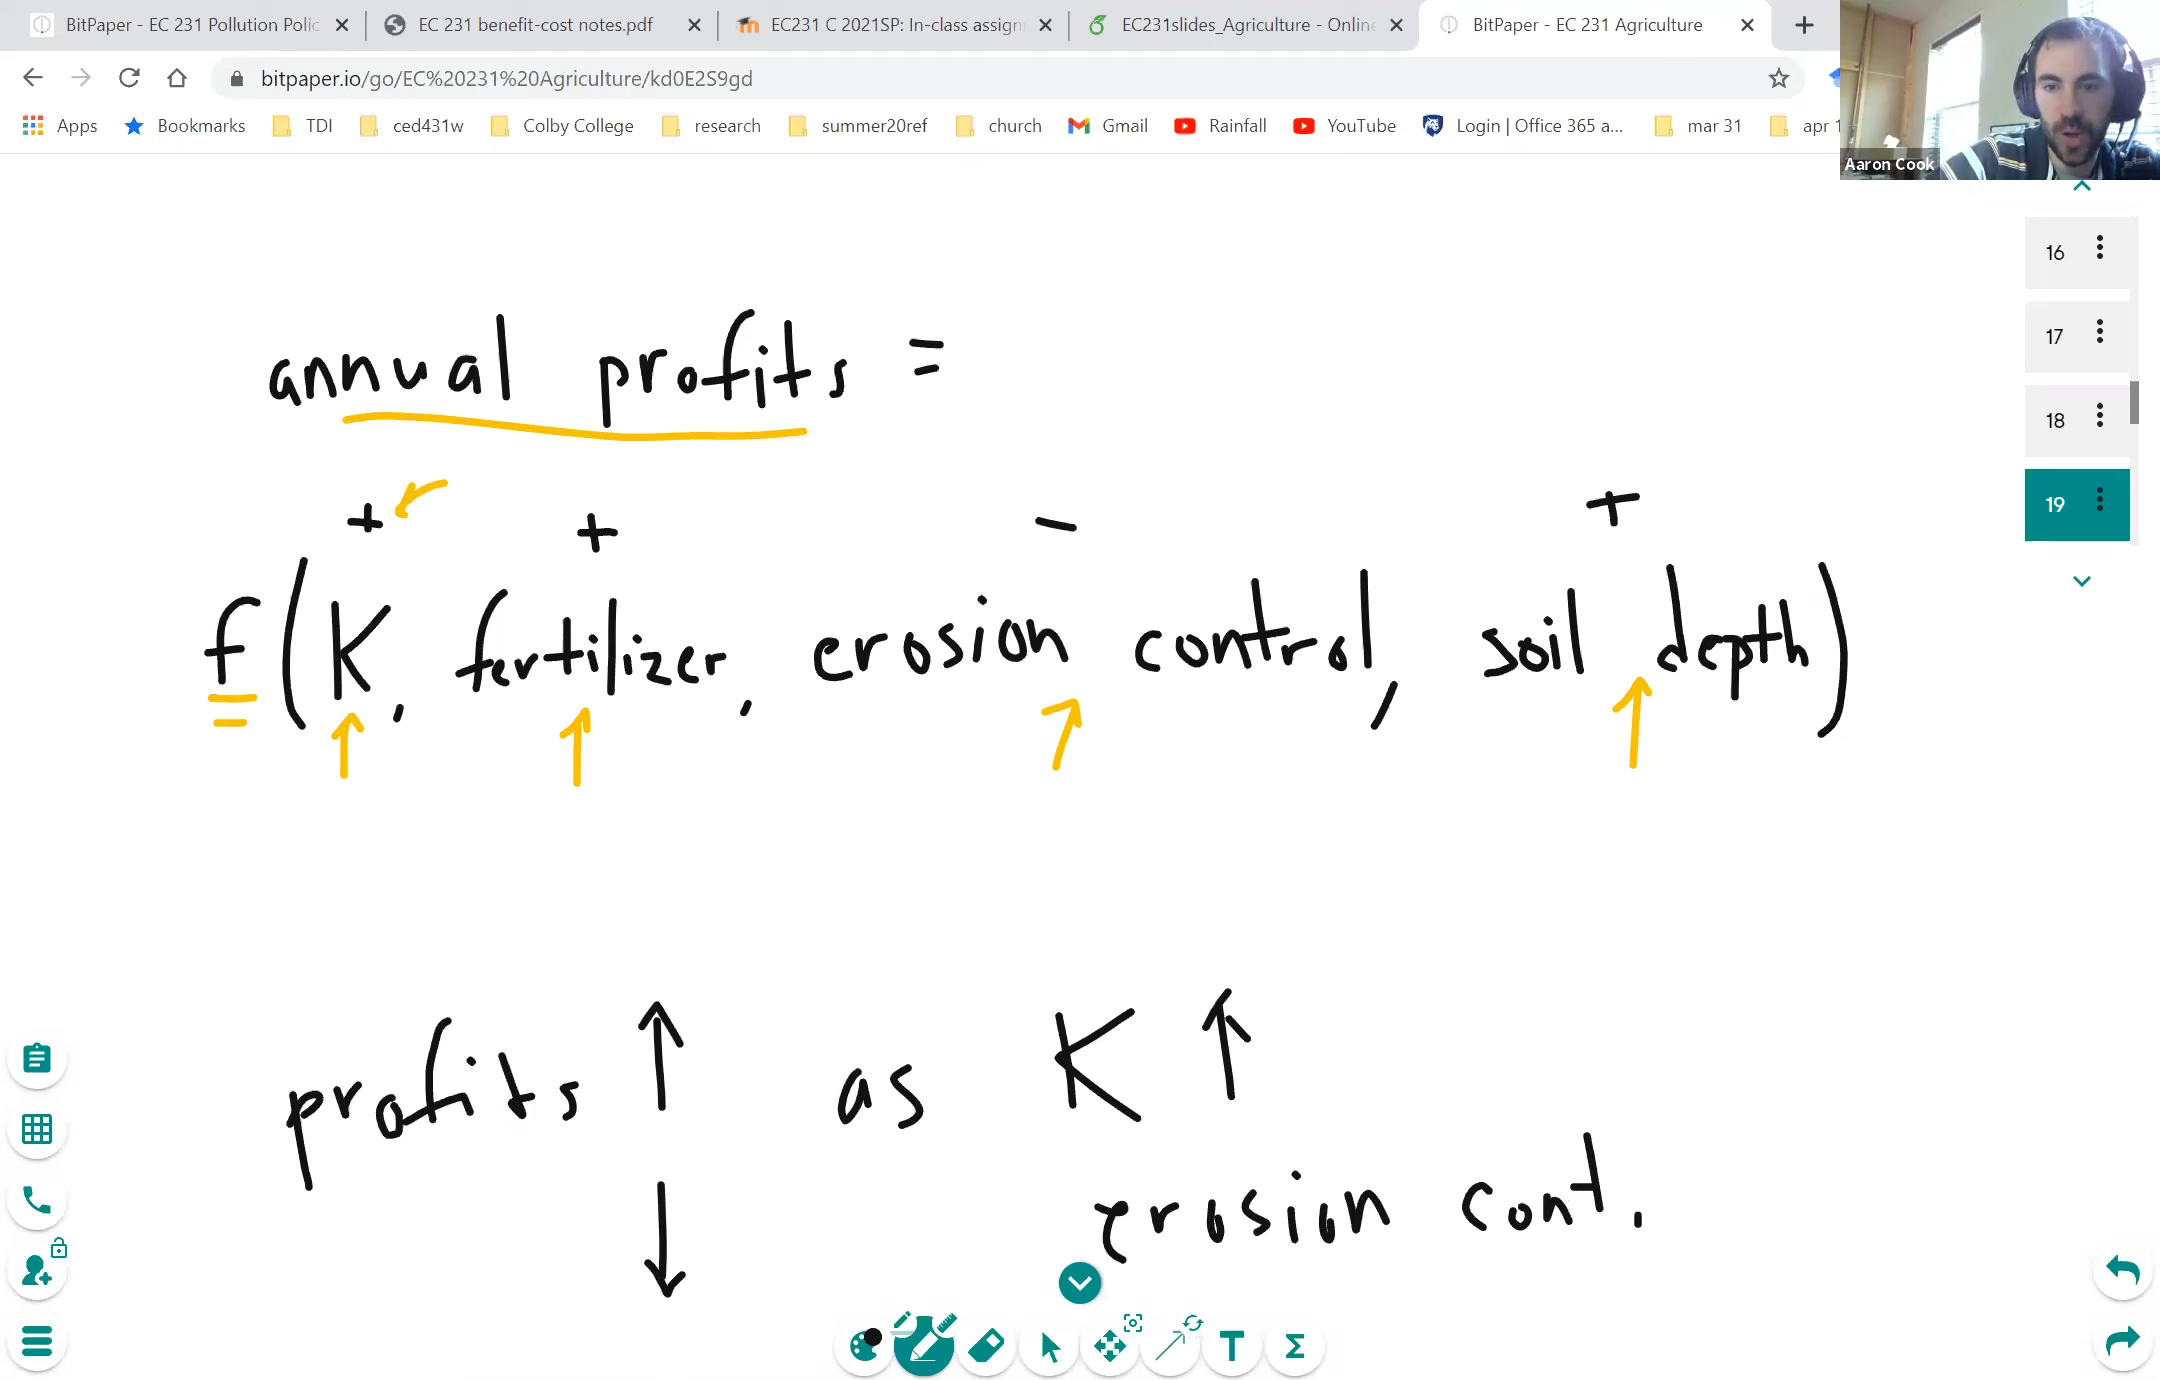 BitPaper - EC 231 Pollution Polic
EC 231 benefit-cost notes.pdf
EC231 C 2021SP: In-class assign
EC231slides_Agriculture - Online
BitPaper - EC 231 Agriculture
bitpaper.io/go/EC%20231%20Agriculture/kd0E2S9gd
Apps Bookmarks TDI ced431w Colby College research summer20ref church Gmail Rainfall YouTube Login | Office 365 a... mar 31 apr 1
Aaron Cook
16
17
18
19
annual profits =
+ + - +
f(K, fertilizer, erosion control, soil depth)
profits ↑ as K ↑
↓ erosion cont.
T Σ